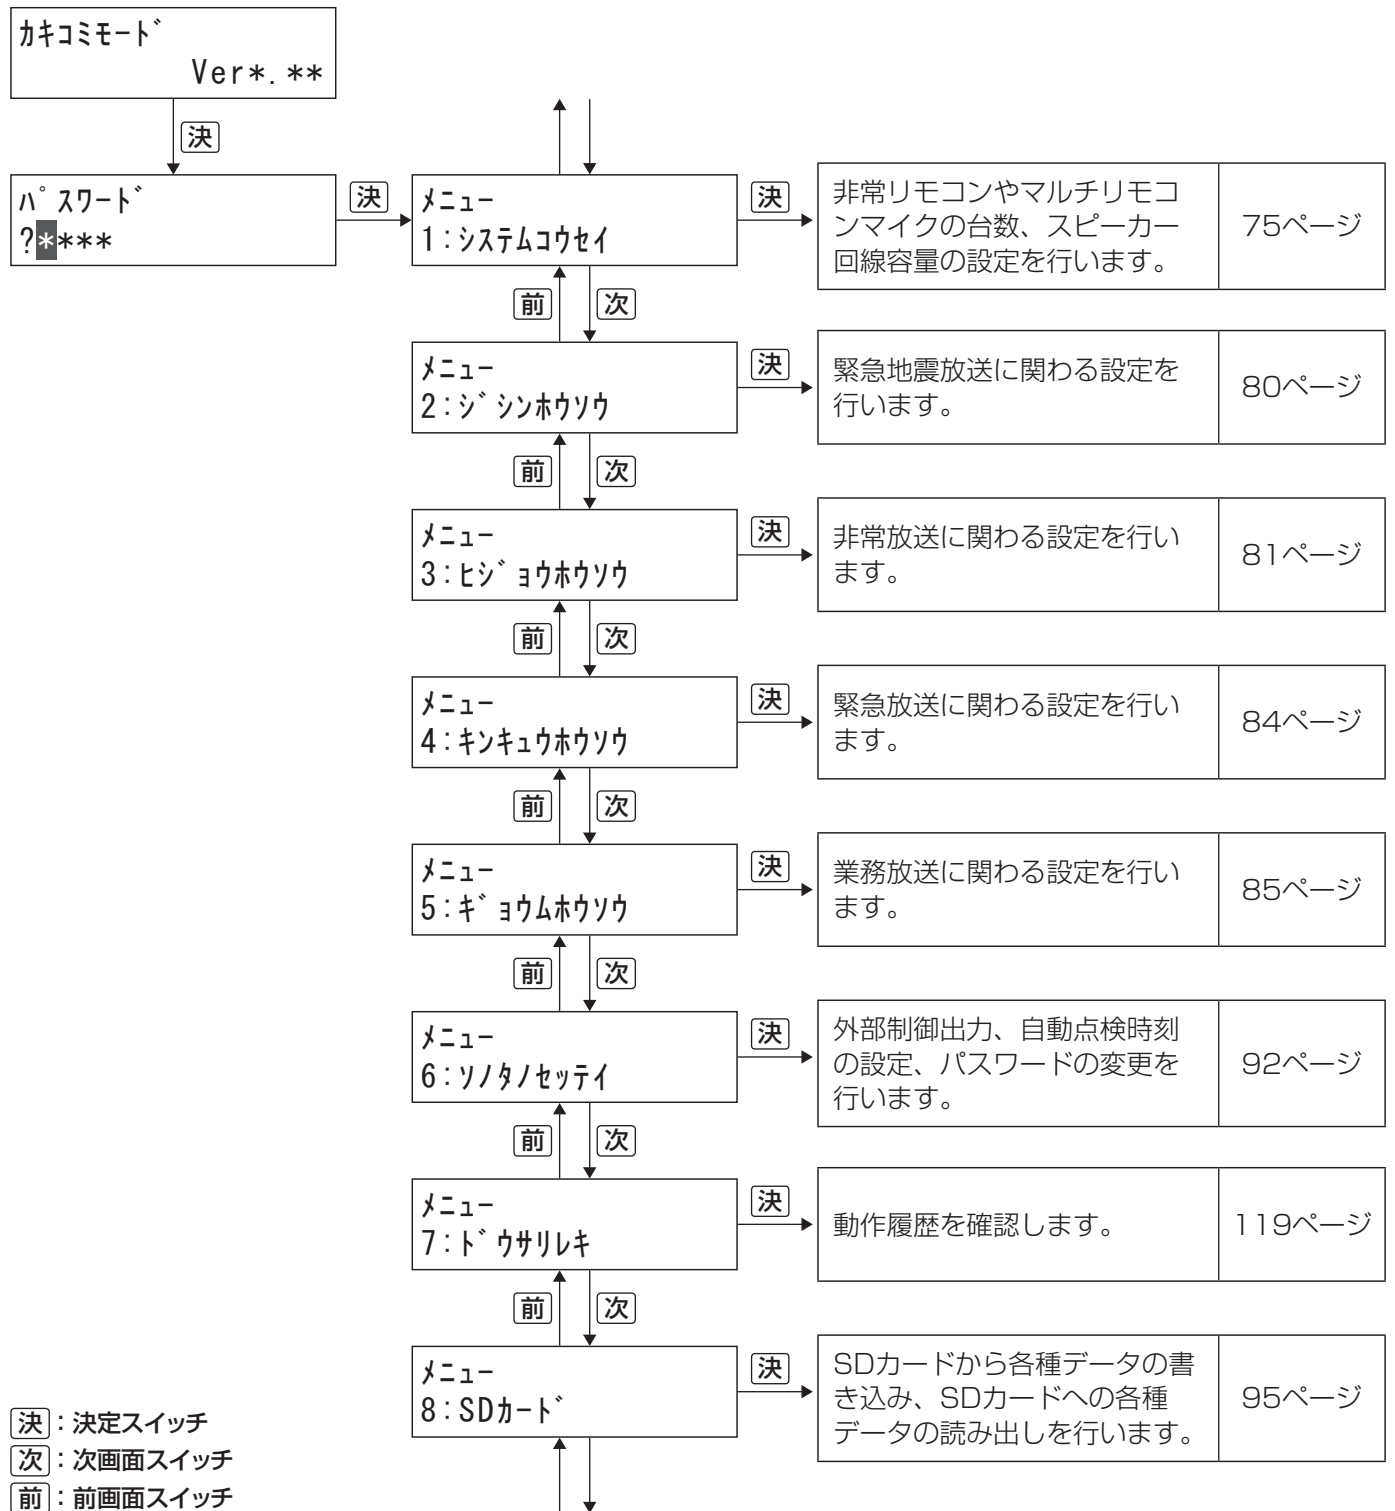 カキコミモード
Ver*.**
決
パスワード
?****
決
メニュー
1:システムコウセイ
決
非常リモコンやマルチリモコ
ンマイクの台数、スピーカー
回線容量の設定を行います。
75ページ
前 次
メニュー
2:ジシンホウソウ
決
緊急地震放送に関わる設定を
行います。
80ページ
前 次
メニュー
3:ヒジョウホウソウ
決
非常放送に関わる設定を行い
ます。
81ページ
前 次
メニュー
4:キンキュウホウソウ
決
緊急放送に関わる設定を行い
ます。
84ページ
前 次
メニュー
5:ギョウムホウソウ
決
業務放送に関わる設定を行い
ます。
85ページ
前 次
メニュー
6:ソノタノセッテイ
決
外部制御出力、自動点検時刻
の設定、パスワードの変更を
行います。
92ページ
前 次
メニュー
7:ドウサリレキ
決
動作履歴を確認します。
119ページ
前 次
メニュー
8:SDカード
決
SDカードから各種データの書
き込み、SDカードへの各種
データの読み出しを行います。
95ページ
決:決定スイッチ
次:次画面スイッチ
前:前画面スイッチ